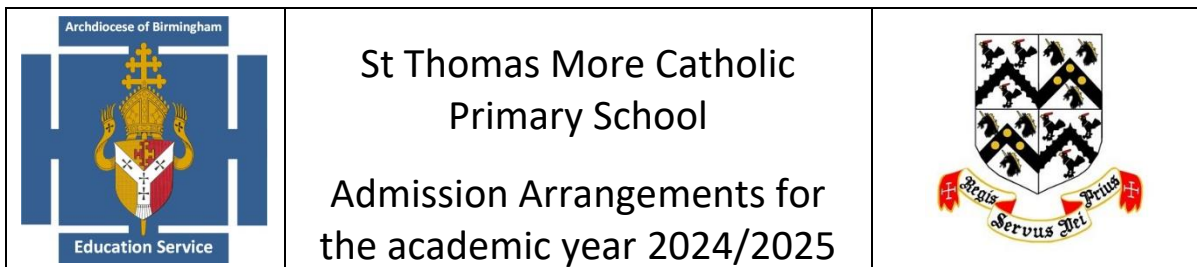 Archdiocese of Birmingham
Education Service
St Thomas More Catholic
Primary School
Admission Arrangements for
the academic year 2024/2025
Regis
Servus Dei
Prius